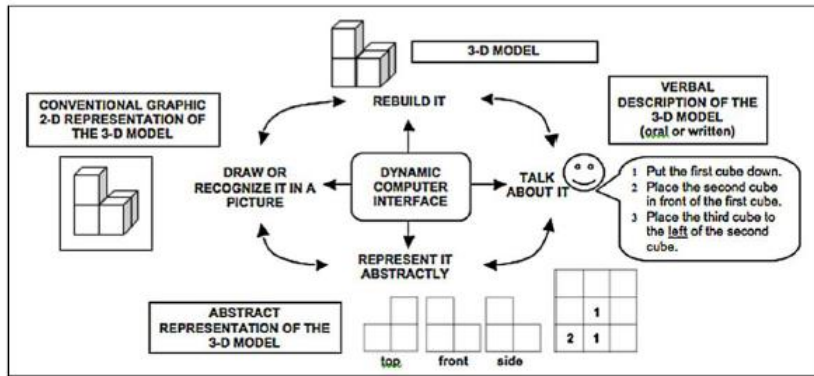 3-D MODEL
REBUILD IT
CONVENTIONAL GRAPHIC
2-D REPRESENTATION OF
THE 3-D MODEL
VERBAL
DESCRIPTION OF THE
3-D MODEL
(oral or written)
DRAW OR
RECOGNIZE IT IN A
PICTURE
DYNAMIC
COMPUTER
INTERFACE
TALK
ABOUT IT
1 Put the first cube down.
2 Place the second cube
in front of the first cube.
3 Place the third cube to
the left of the second
cube.
REPRESENT IT
ABSTRACTLY
ABSTRACT
REPRESENTATION OF THE
3-D MODEL
top front side
1
2 1